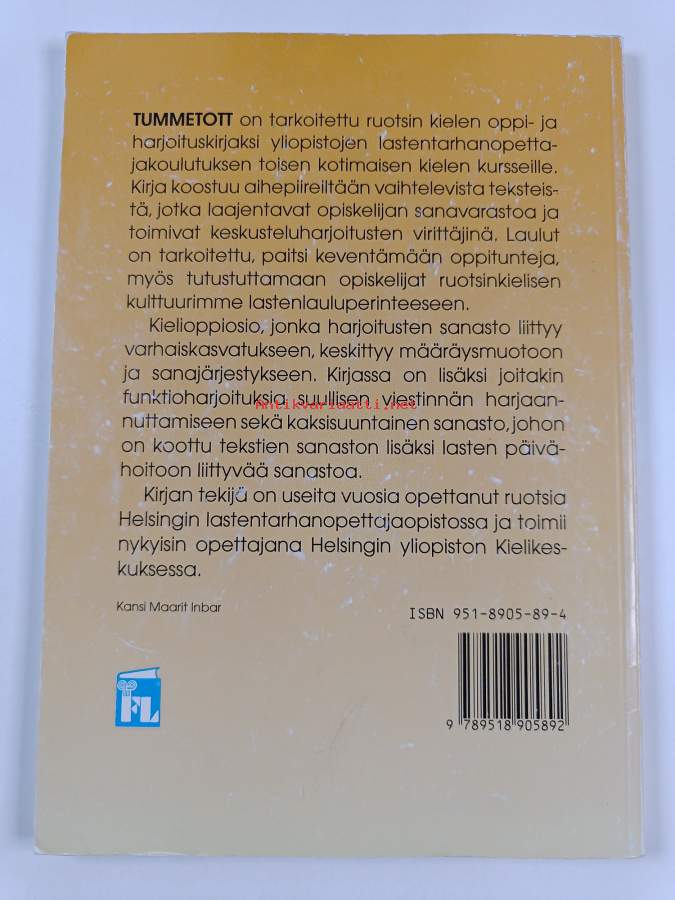 TUMMETOTT on tarkoitettu ruotsin kielen oppi- ja
harjoituskirjaksi yliopistojen lastentarhanopetta-
jakoulutuksen toisen kotimaisen kielen kursseille.
Kirja koostuu aihepiireiltään vaihtelevista teksteis-
tä, jotka laajentavat opiskelijan sanavarastoa ja
toimivat keskusteluharjoitusten virittäjinä. Laulut
on tarkoitettu, paitsi keventämään oppitunteja,
myös tutustuttamaan opiskelijat ruotsinkielisen
kulttuurimme lastenlauluperinteeseen.
Kielioppiosio, jonka harjoitusten sanasto liittyy
varhaiskasvatukseen, keskittyy määräysmuotoon
ja sanajärjestykseen. Kirjassa on lisäksi joitakin
funktioharjoituksia suullisen viestinnän harjaan-
Antikvariaatti.net
nuttamiseen sekä kaksisuuntainen sanasto, johon
on koottu tekstien sanaston lisäksi lasten päivä-
hoitoon liittyvää sanastoa.
Kirjan tekijä on useita vuosia opettanut ruotsia
Helsingin lastentarhanopettajaopistossa ja toimii
nykyisin opettajana Helsingin yliopiston Kielikes-
kuksessa.
Kansi Maarit Inbar
ISBN 951-8905-89-4
FL
9 789518 905892